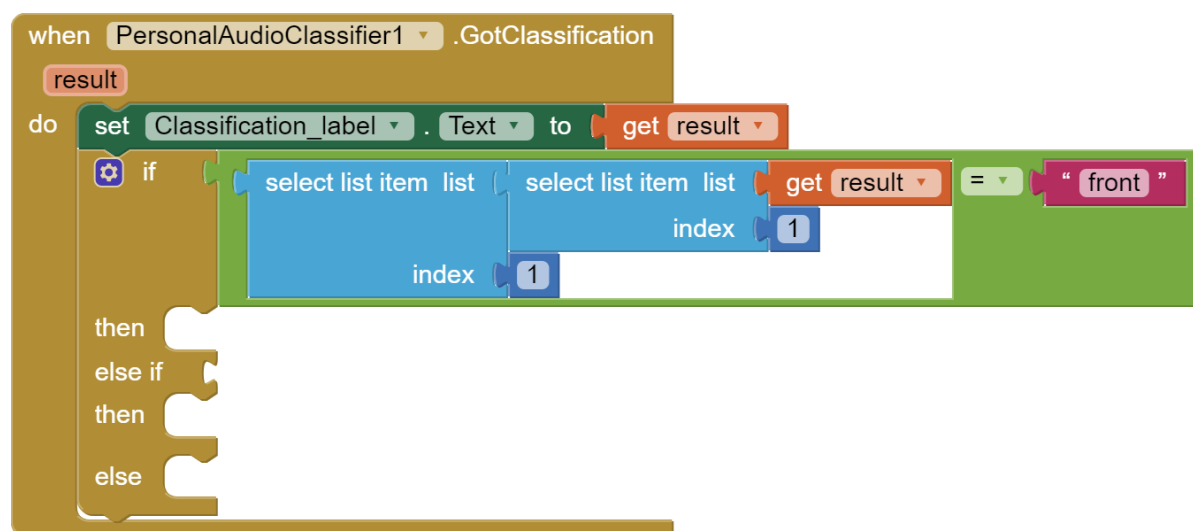 when PersonalAudioClassifier1 .GotClassification
result
do set Classification_label . Text to get result
if select list item list select list item list get result = “ front ”
index 1
index 1
then
else if
then
else